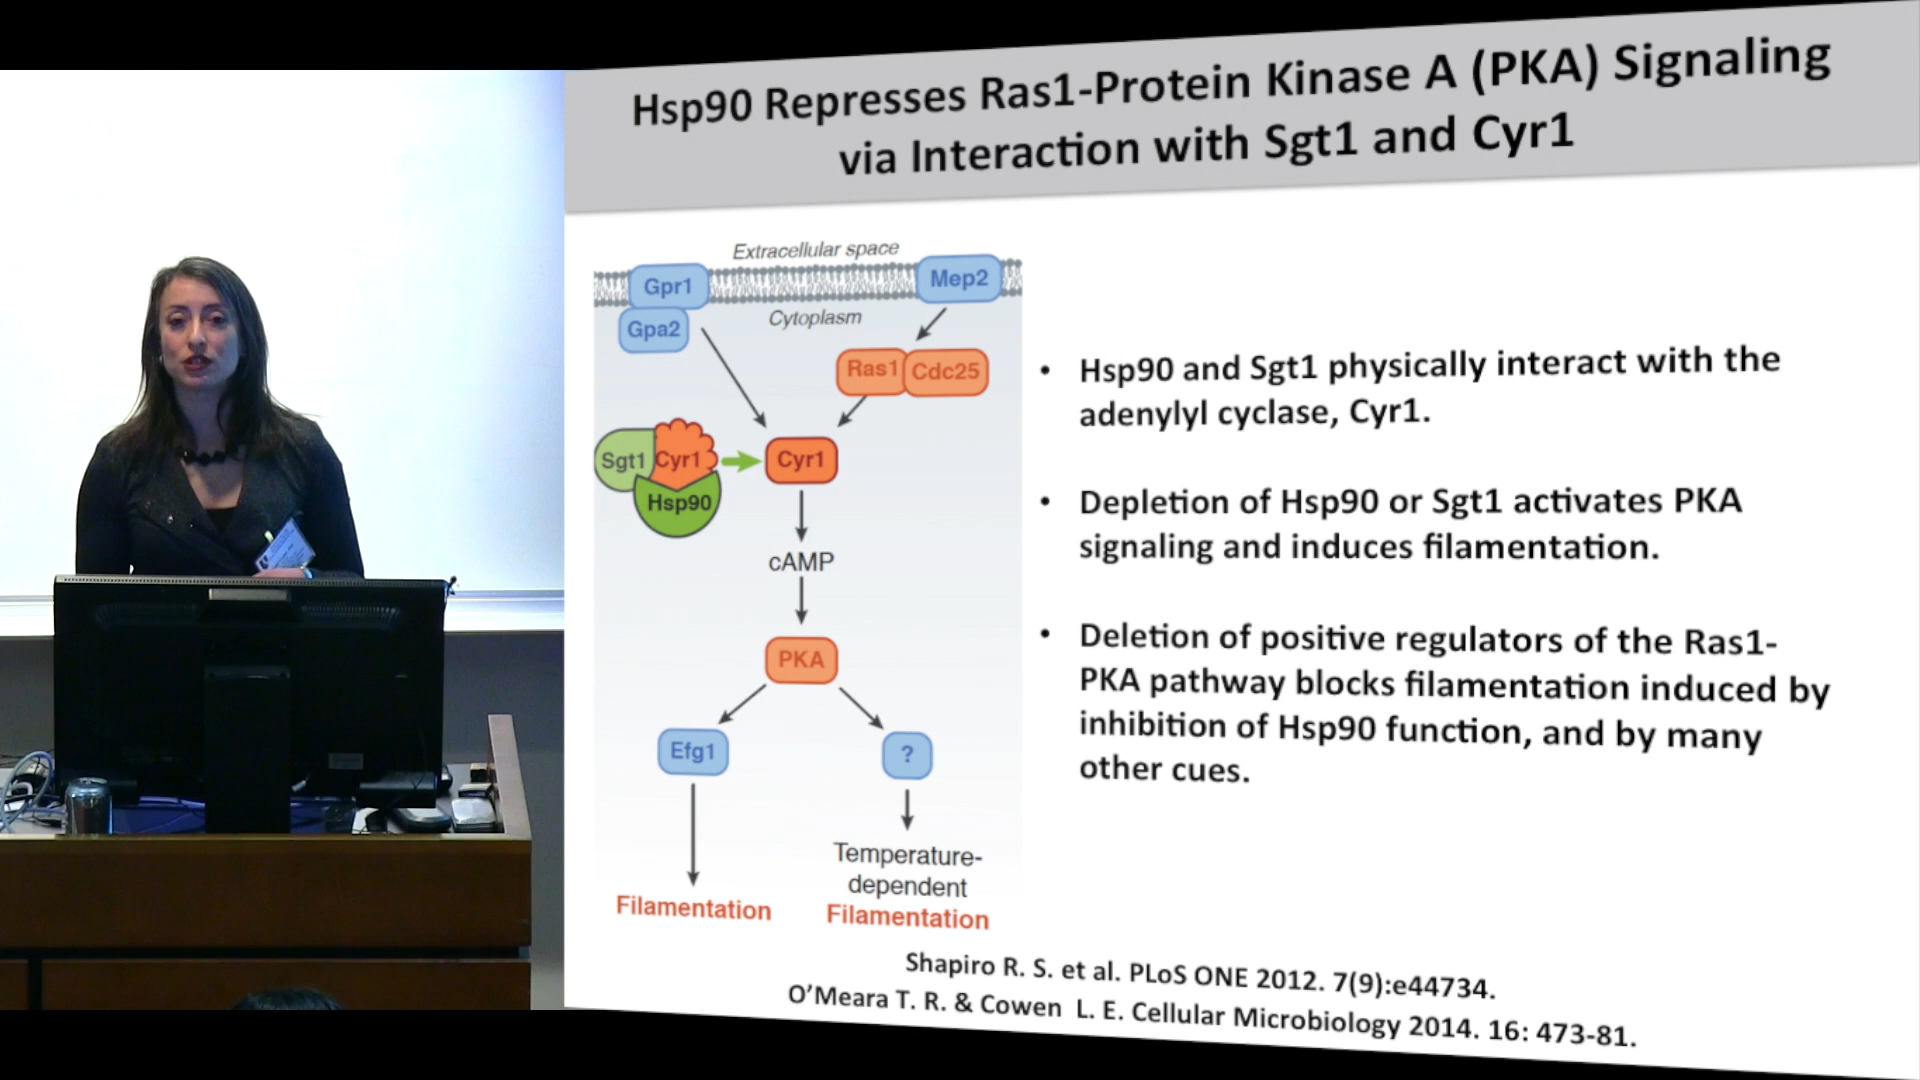 Hsp90 Represses Ras1-Protein Kinase A (PKA) Signaling
via Interaction with Sgt1 and Cyr1
Extracellular space
Gpr1
Mep2
Gpa2
Cytoplasm
Ras1
Cdc25
Sgt1
Cyr1
Cyr1
Hsp90
cAMP
PKA
Efg1
?
Temperature-
dependent
Filamentation
Filamentation
• Hsp90 and Sgt1 physically interact with the
adenylyl cyclase, Cyr1.
• Depletion of Hsp90 or Sgt1 activates PKA
signaling and induces filamentation.
• Deletion of positive regulators of the Ras1-
PKA pathway blocks filamentation induced by
inhibition of Hsp90 function, and by many
other cues.
Shapiro R. S. et al. PLoS ONE 2012. 7(9):e44734.
O’Meara T. R. & Cowen L. E. Cellular Microbiology 2014. 16: 473-81.